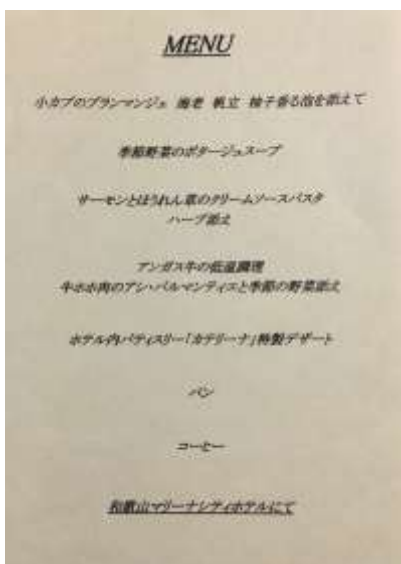 MENU
小カブのブランマンジェ 海老 帆立 柚子香る泡を添えて
季節野菜のポタージュスープ
サーモンとほうれん草のクリームソースパスタ
ハーブ添え
アンガス牛の低温調理
牛ホホ肉のアシ・パルマンティエと季節の野菜添え
ホテル内パティスリー「カテリーナ」特製デザート
パン
コーヒー
和歌山マリーナシティホテルにて